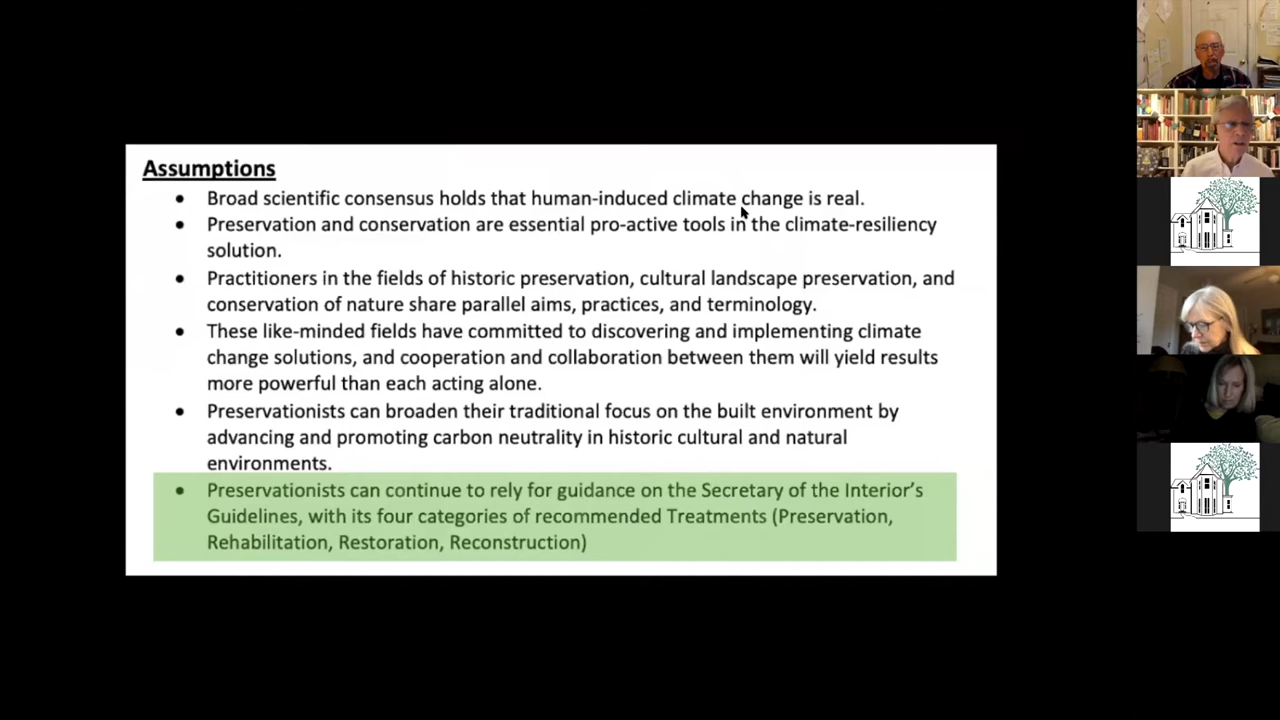 Assumptions
• Broad scientific consensus holds that human-induced climate change is real.
• Preservation and conservation are essential pro-active tools in the climate-resiliency
solution.
• Practitioners in the fields of historic preservation, cultural landscape preservation, and
conservation of nature share parallel aims, practices, and terminology.
• These like-minded fields have committed to discovering and implementing climate
change solutions, and cooperation and collaboration between them will yield results
more powerful than each acting alone.
• Preservationists can broaden their traditional focus on the built environment by
advancing and promoting carbon neutrality in historic cultural and natural
environments.
• Preservationists can continue to rely for guidance on the Secretary of the Interior’s
Guidelines, with its four categories of recommended Treatments (Preservation,
Rehabilitation, Restoration, Reconstruction)